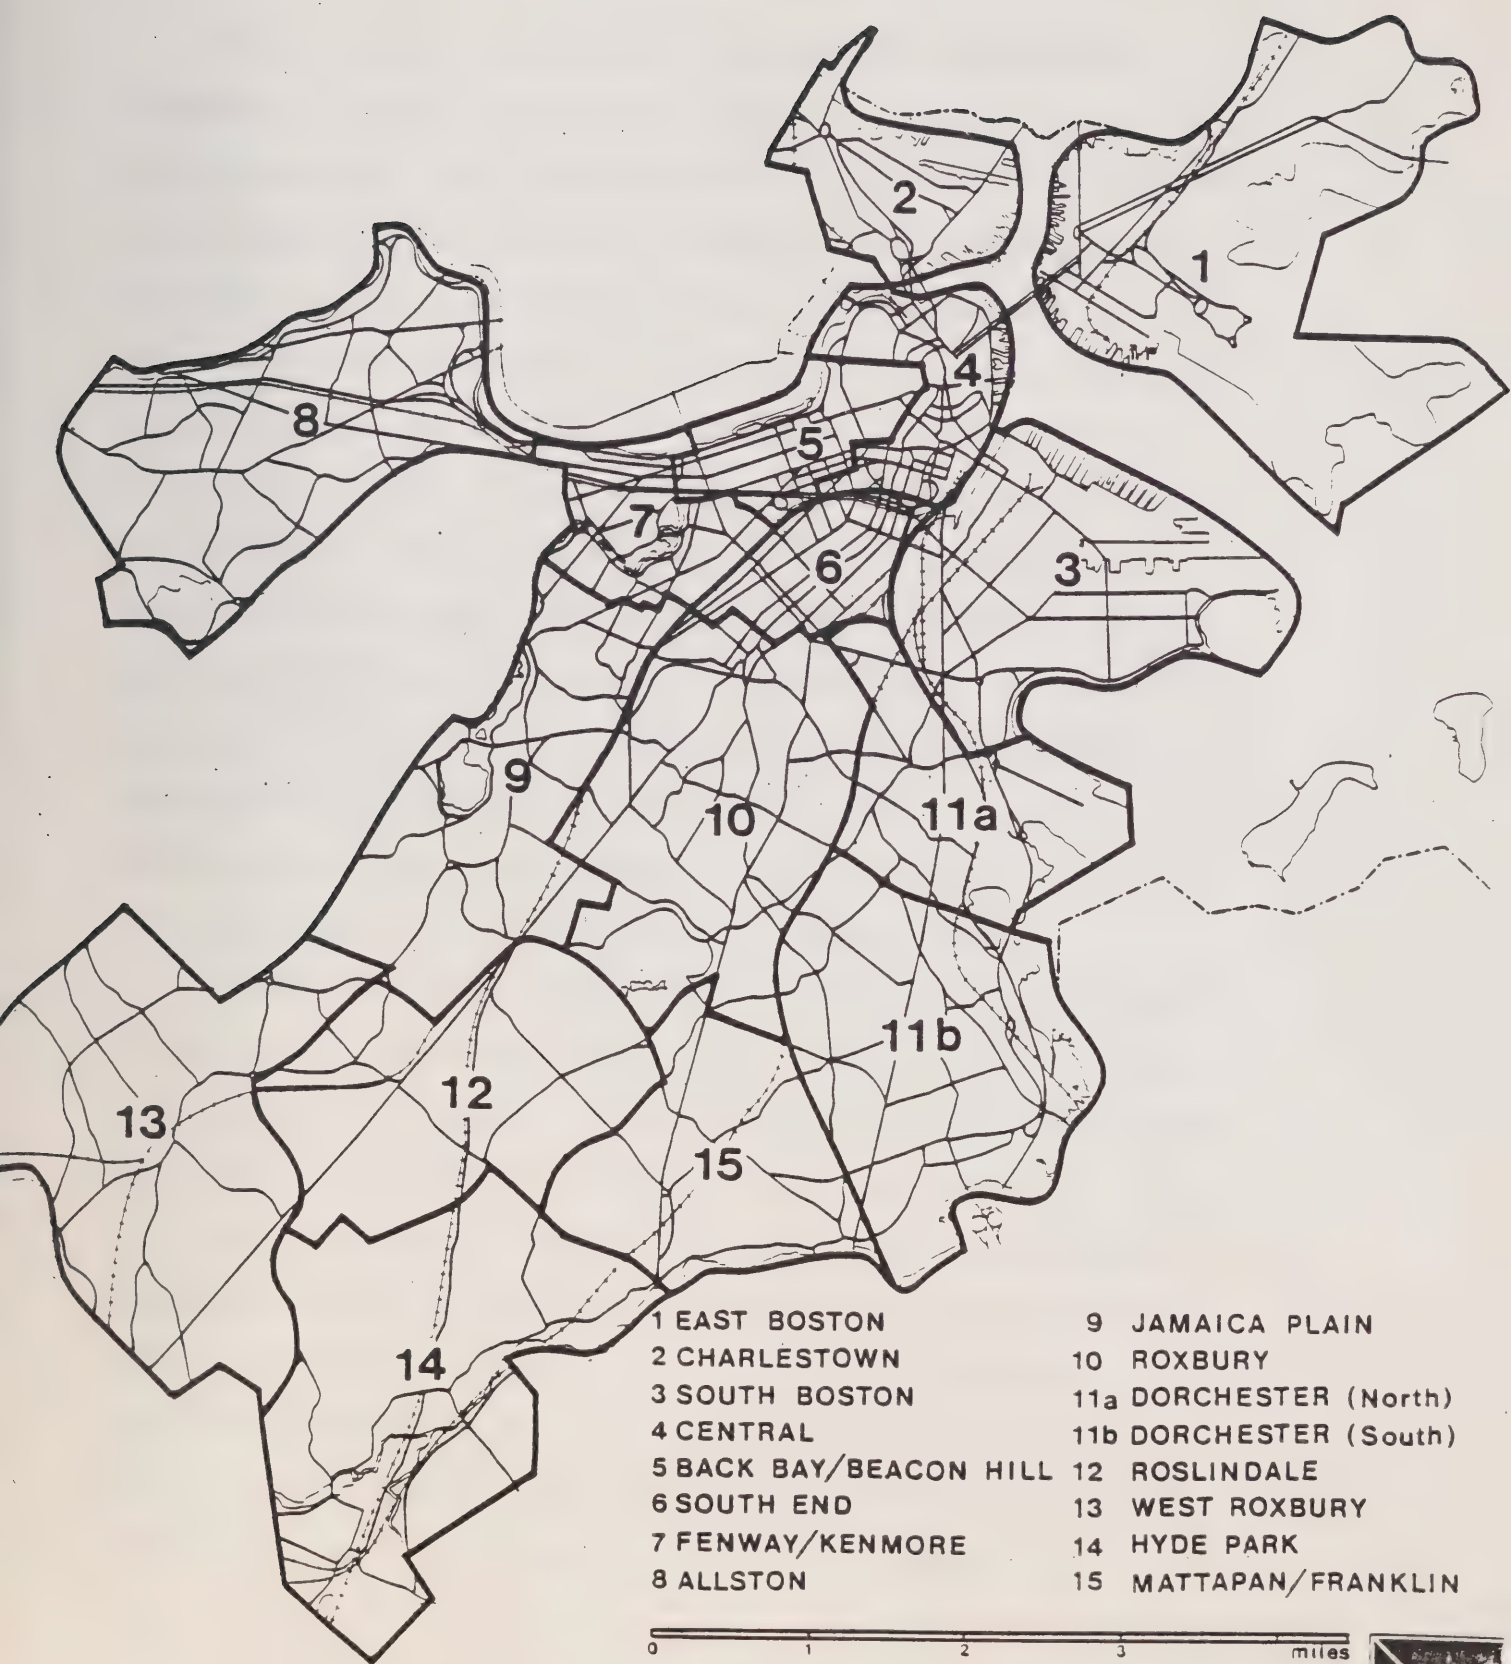 2
1
4
8
5
7
3
6
9
10
11a
11b
12
13
15
14
1 EAST BOSTON
2 CHARLESTOWN
3 SOUTH BOSTON
4 CENTRAL
5 BACK BAY/BEACON HILL
6 SOUTH END
7 FENWAY/KENMORE
8 ALLSTON
9 JAMAICA PLAIN
10 ROXBURY
11a DORCHESTER (North)
11b DORCHESTER (South)
12 ROSLINDALE
13 WEST ROXBURY
14 HYDE PARK
15 MATTAPAN/FRANKLIN
0 1 2 3 miles